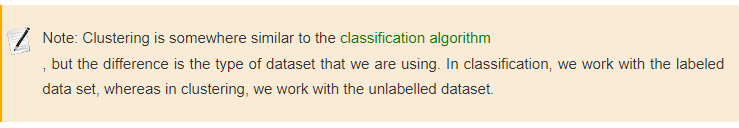 Note: Clustering is somewhere similar to the classification algorithm
, but the difference is the type of dataset that we are using. In classification, we work with the labeled
data set, whereas in clustering, we work with the unlabelled dataset.